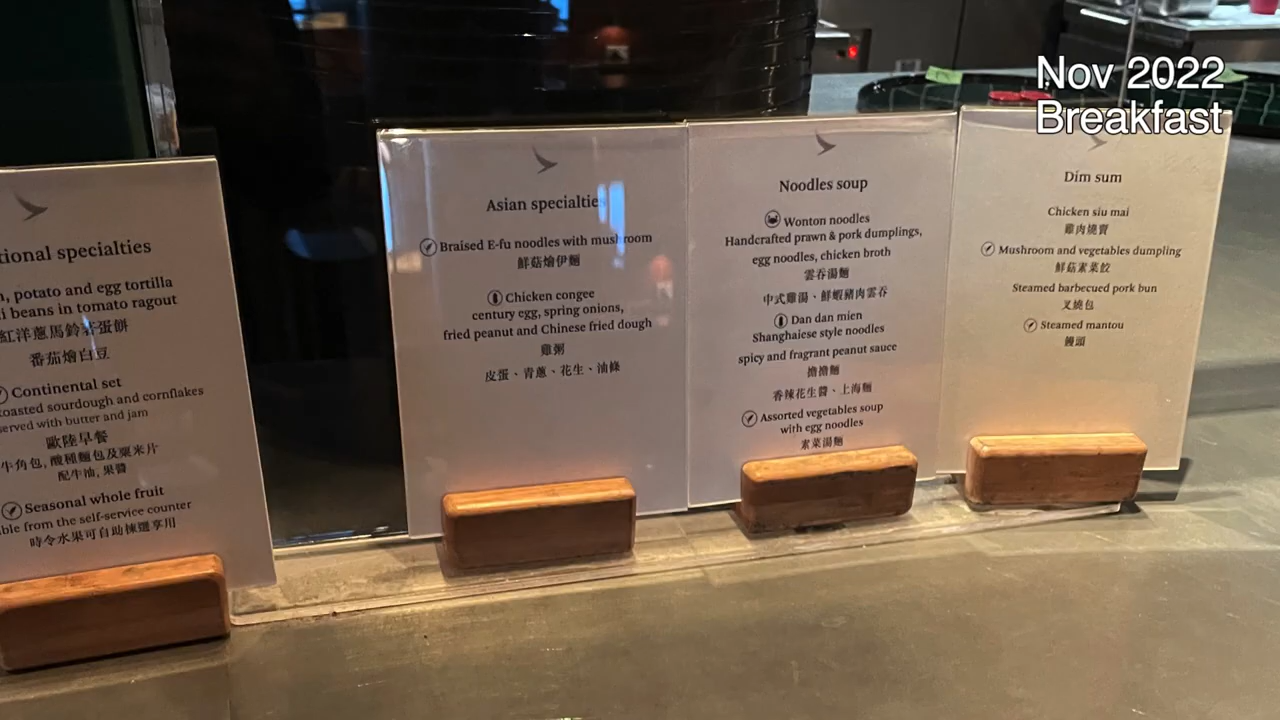 Nov 2022
Breakfast
tional specialties
, potato and egg tortilla
beans in tomato ragout
紅洋蔥馬鈴薯蛋餅
番茄燴白豆
Continental set
toasted sourdough and cornflakes
served with butter and jam
歐陸早餐
牛角包, 酸種麵包及粟米片
配牛油, 果醬
Seasonal whole fruit
ble from the self-service counter
時令水果可自助揀選享用
Asian specialties
Braised E-fu noodles with mushroom
鮮菇燴伊麵
Chicken congee
century egg, spring onions,
fried peanut and Chinese fried dough
雞粥
皮蛋、青蔥、花生、油條
Noodles soup
Wonton noodles
Handcrafted prawn & pork dumplings,
egg noodles, chicken broth
雲吞湯麵
中式雞湯、鮮蝦豬肉雲吞
Dan dan mien
Shanghaiese style noodles
spicy and fragrant peanut sauce
擔擔麵
香辣花生醬、上海麵
Assorted vegetables soup
with egg noodles
素菜湯麵
Dim sum
Chicken siu mai
雞肉燒賣
Mushroom and vegetables dumpling
鮮菇素菜餃
Steamed barbecued pork bun
叉燒包
Steamed mantou
饅頭